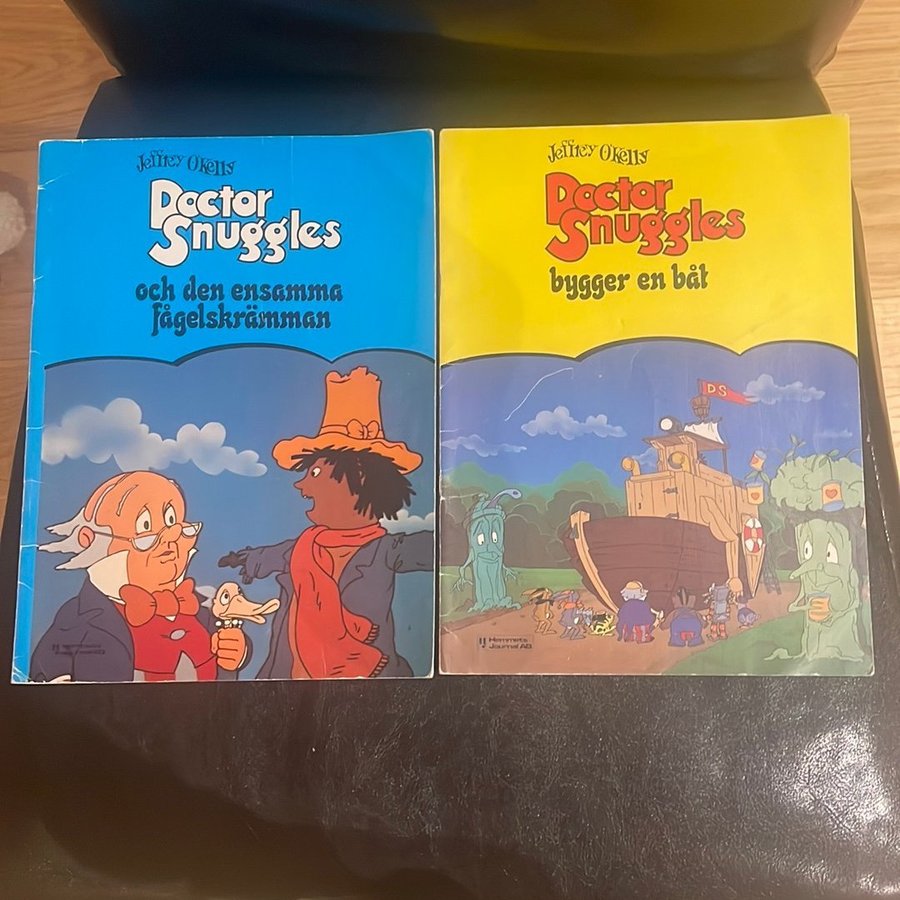 Jeffrey O'Kelly
Doctor
Snuggles
och den ensamma
fågelskrämman
Jeffrey O'Kelly
Doctor
Snuggles
bygger en båt
DS
Hemmets
Journal AB